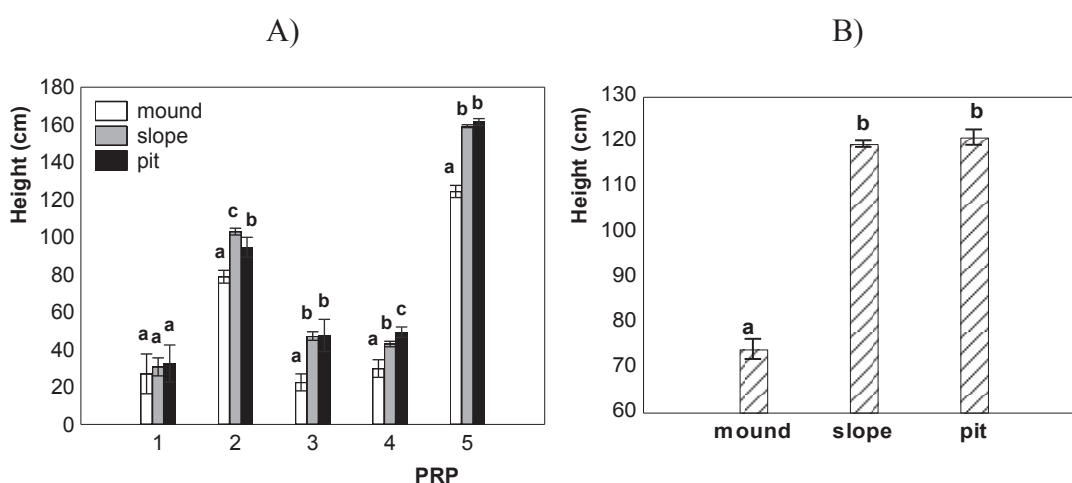 A)
B)
Height (cm)
180
160
140
120
100
80
60
40
20
0
mound
slope
pit
a a a
a c b
a b b
a b c
a b b
1 2 3 4 5
PRP
Height (cm)
130
120
110
100
90
80
70
60
a b b
mound slope pit